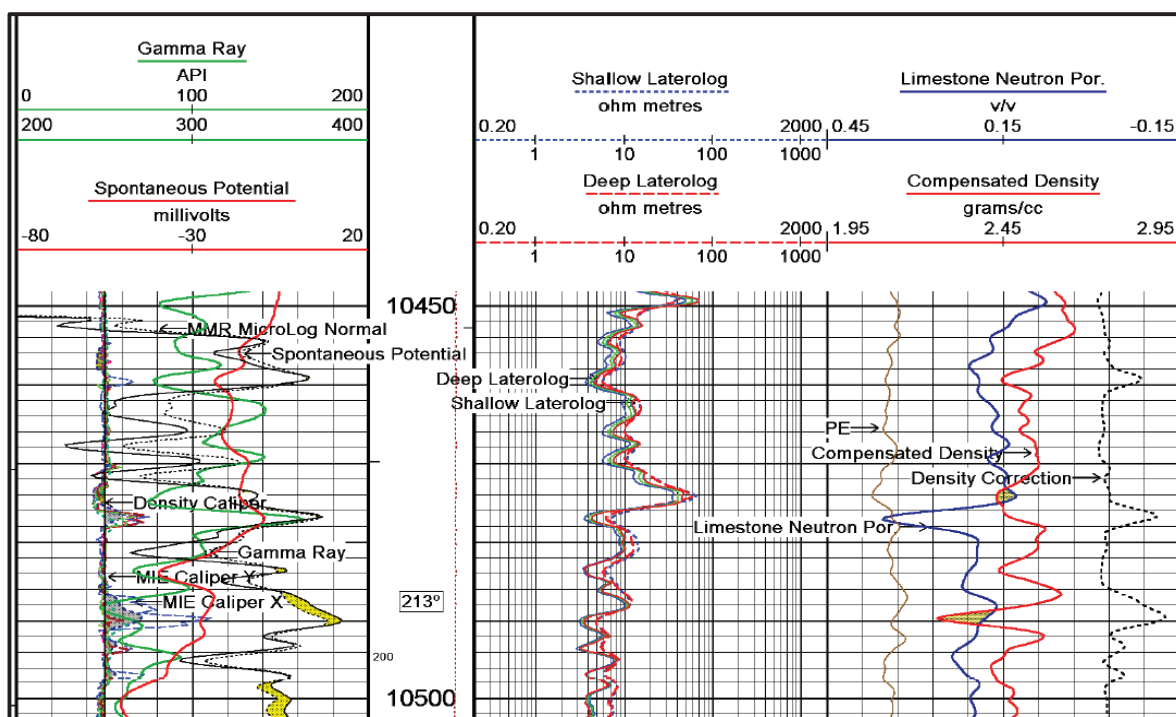 Gamma Ray
API
0 100 200
200 300 400
Spontaneous Potential
millivolts
-80 -30 20
Shallow Laterolog
ohm metres
0.20 2000
1 10 100 1000
Deep Laterolog
ohm metres
0.20 2000
1 10 100 1000
Limestone Neutron Por.
v/v
0.45 0.15 -0.15
Compensated Density
grams/cc
1.95 2.45 2.95
10450
MMR MicroLog Normal
Spontaneous Potential
Deep Laterolog
Shallow Laterolog
PE
Compensated Density
Density Correction
Density Caliper
Limestone Neutron Por.
Gamma Ray
MIE Caliper Y
MIE Caliper X
213º
200
10500